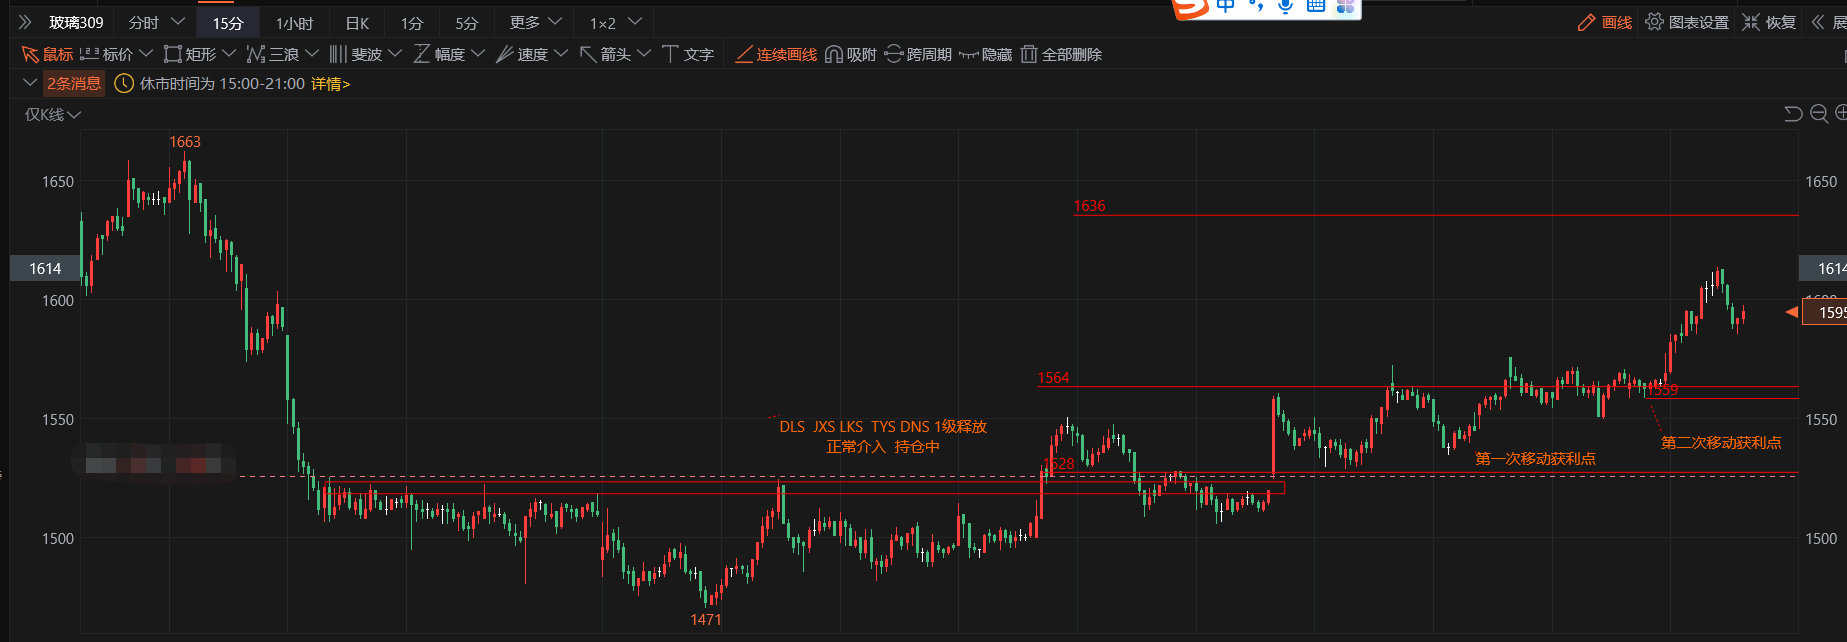 玻璃309 分时 15分 1小时 日K 1分 5分 更多 1×2 中 画线 图表设置 恢复
鼠标 123 标价 矩形 三浪 斐波 幅度 速度 箭头 文字 连续画线 吸附 跨周期 隐藏 全部删除
2条消息 休市时间为 15:00-21:00 详情>
仅K线
1663
1650 1650
1636
1614 1614
1600 1600
1595
1564
1559
1550 1550
DLS JXS LKS TYS DNS 1级释放
正常介入 持仓中
第二次移动获利点
第一次移动获利点
1528
1500 1500
1471